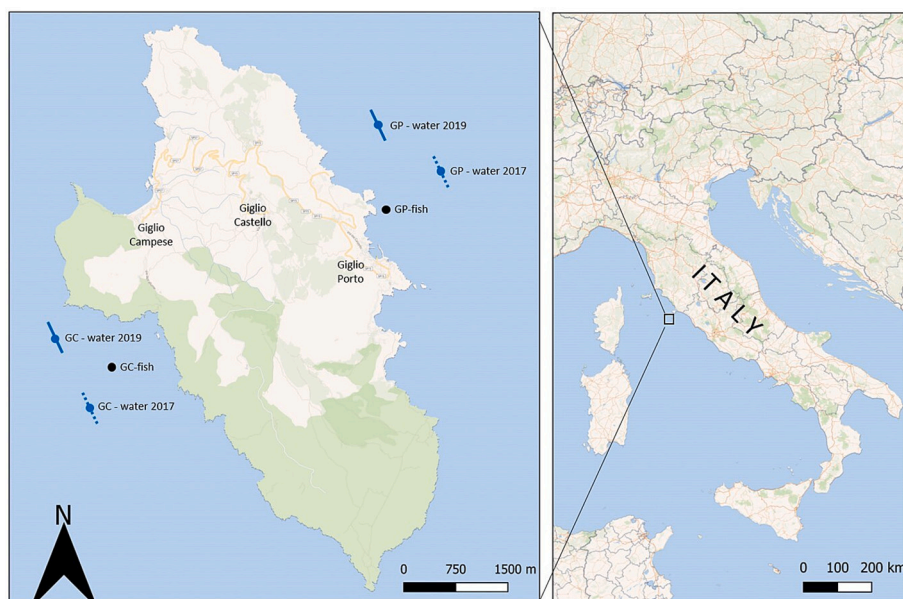 GP - water 2019
GP - water 2017
GP-fish
Giglio
Castello
Giglio
Campese
Giglio
Porto
GC - water 2019
GC-fish
GC - water 2017
N
0 750 1500 m
ITALY
0 100 200 km